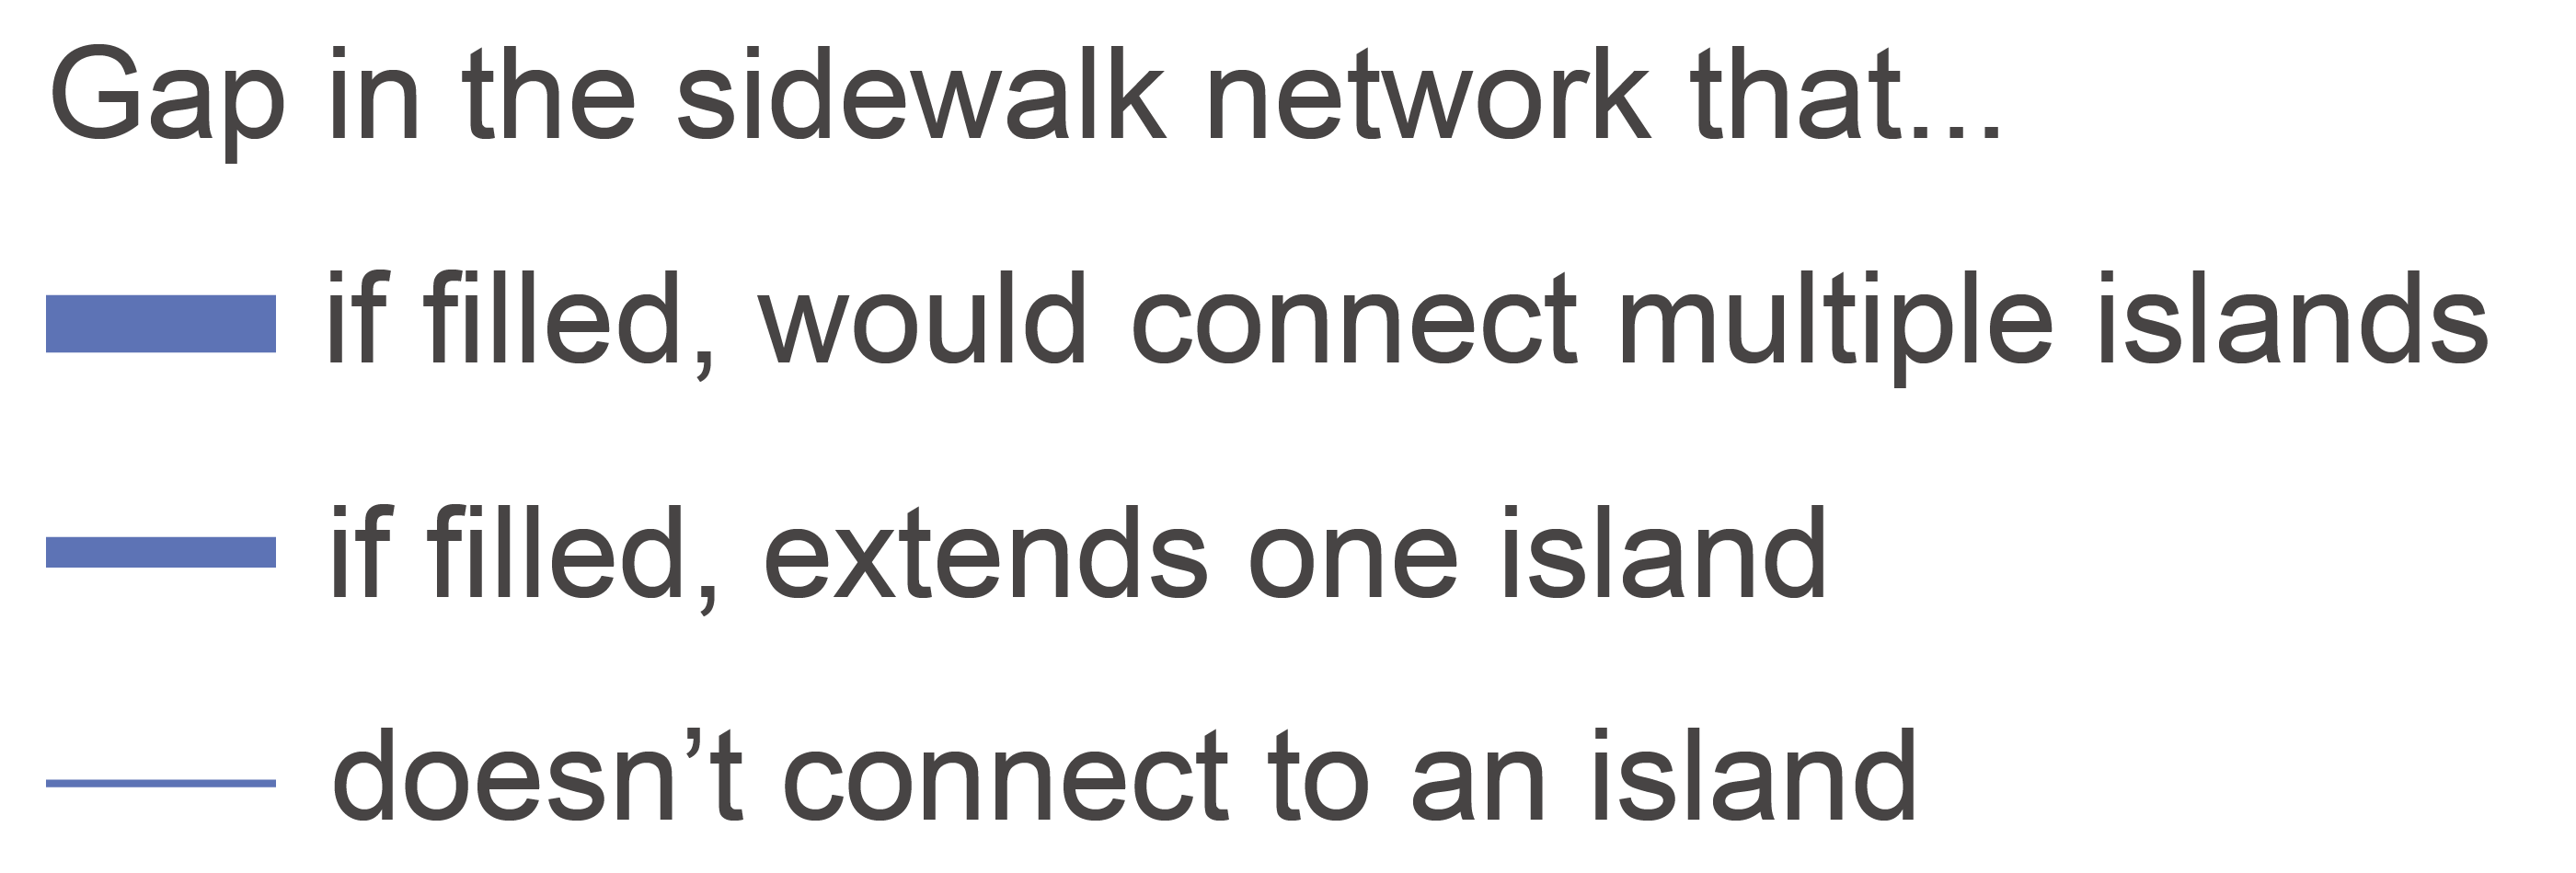 Gap in the sidewalk network that...
if filled, would connect multiple islands
if filled, extends one island
doesn’t connect to an island